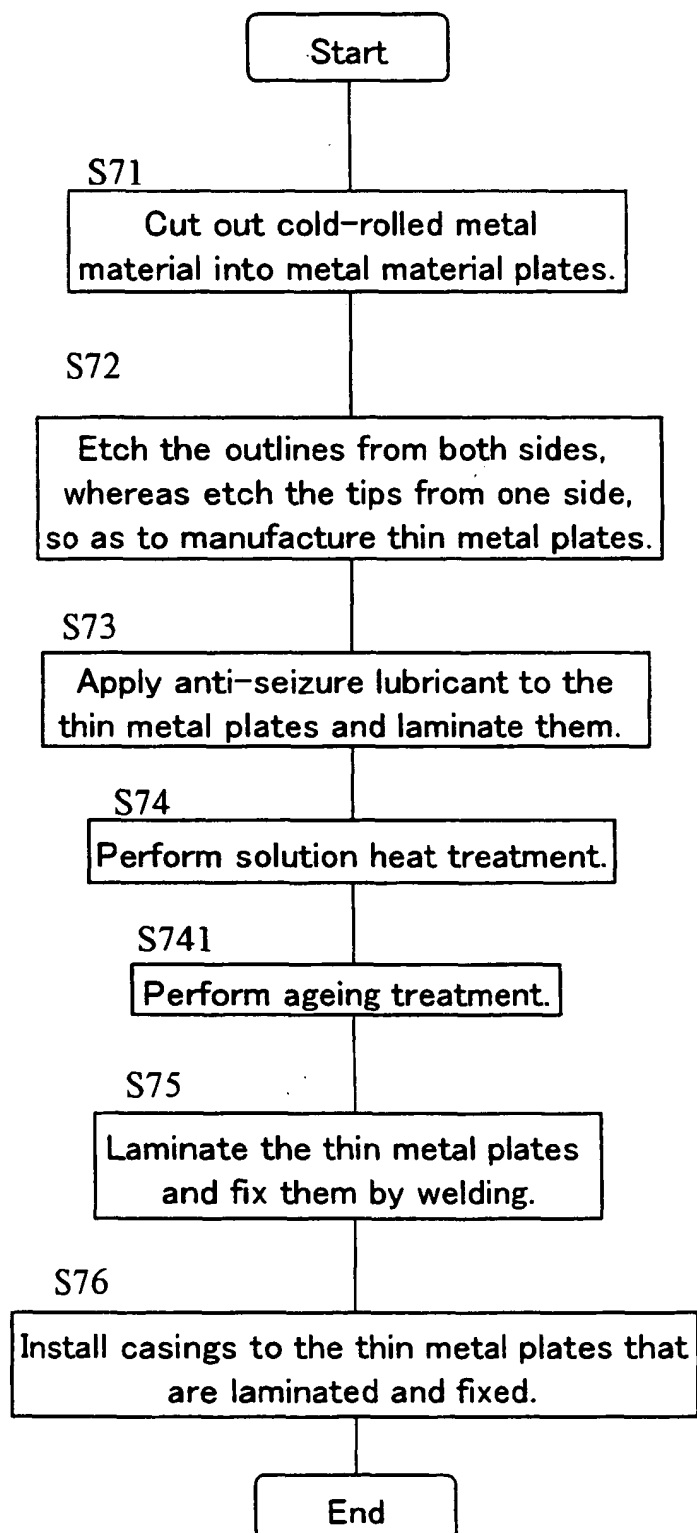 Start
S71
Cut out cold-rolled metal
material into metal material plates.
S72
Etch the outlines from both sides,
whereas etch the tips from one side,
so as to manufacture thin metal plates.
S73
Apply anti-seizure lubricant to the
thin metal plates and laminate them.
S74
Perform solution heat treatment.
S741
Perform ageing treatment.
S75
Laminate the thin metal plates
and fix them by welding.
S76
Install casings to the thin metal plates that
are laminated and fixed.
End